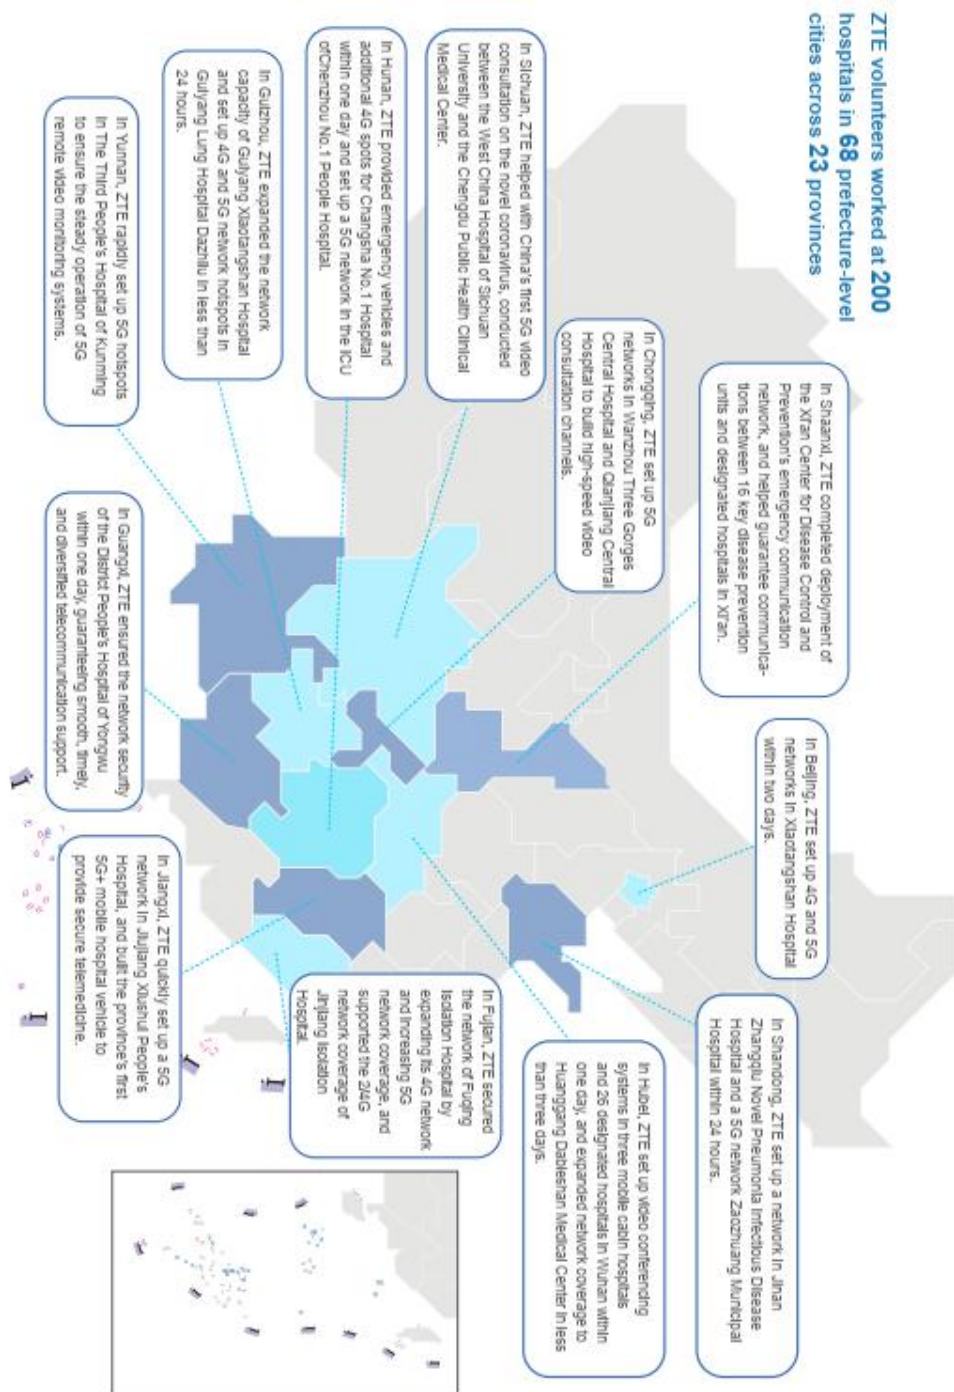 ZTE volunteers worked at 200
hospitals in 68 prefecture-level
cities across 23 provinces
In Shaanxi, ZTE completed deployment of
the Xi'an Center for Disease Control and
Prevention's emergency communication
network, and helped guarantee communica-
tions between 16 key disease prevention
units and designated hospitals in Xi'an.
In Beijing, ZTE set up 4G and 5G
networks in Xiaotangshan Hospital
within two days.
In Shandong, ZTE set up a network in Jinan
Zhangqiu Novel Pneumonia Infectious Disease
Hospital and a 5G network Zaozhuang Municipal
Hospital within 24 hours.
In Chongqing, ZTE set up 5G
networks in Wanzhou Three Gorges
Central Hospital and Qianjiang Central
Hospital to build high-speed video
consultation channels.
In Sichuan, ZTE helped with China's first 5G video
consultation on the novel coronavirus, conducted
between the West China Hospital of Sichuan
University and the Chengdu Public Health Clinical
Medical Center.
In Hubei, ZTE set up video conferencing
systems in three mobile cabin hospitals
and 26 designated hospitals in Wuhan within
one day, and expanded network coverage to
Huanggang Dabieshan Medical Center in less
than three days.
In Hunan, ZTE provided emergency vehicles and
additional 4G spots for Changsha No.1 Hospital
within one day and set up a 5G network in the ICU
ofChenzhou No.1 People Hospital.
In Fujian, ZTE secured
the network of Fuqing
Isolation Hospital by
expanding its 4G network
and increasing 5G
network coverage, and
supported the 2/4G
network coverage of
Jinjiang Isolation
Hospital.
In Guizhou, ZTE expanded the network
capacity of Guiyang Xiaotangshan Hospital
and set up 4G and 5G network hotspots in
Guiyang Lung Hospital Dazhilu in less than
24 hours.
In Yunnan, ZTE rapidly set up 5G hotspots
in The Third People's Hospital of Kunming
to ensure the steady operation of 5G
remote video monitoring systems.
In Guangxi, ZTE ensured the network security
of the District People's Hospital of Yongwu
within one day, guaranteeing smooth, timely,
and diversified telecommunication support.
In Jiangxi, ZTE quickly set up a 5G
network in Jiujiang Xiushui People's
Hospital, and built the province's first
5G+ mobile hospital vehicle to
provide secure telemedicine.